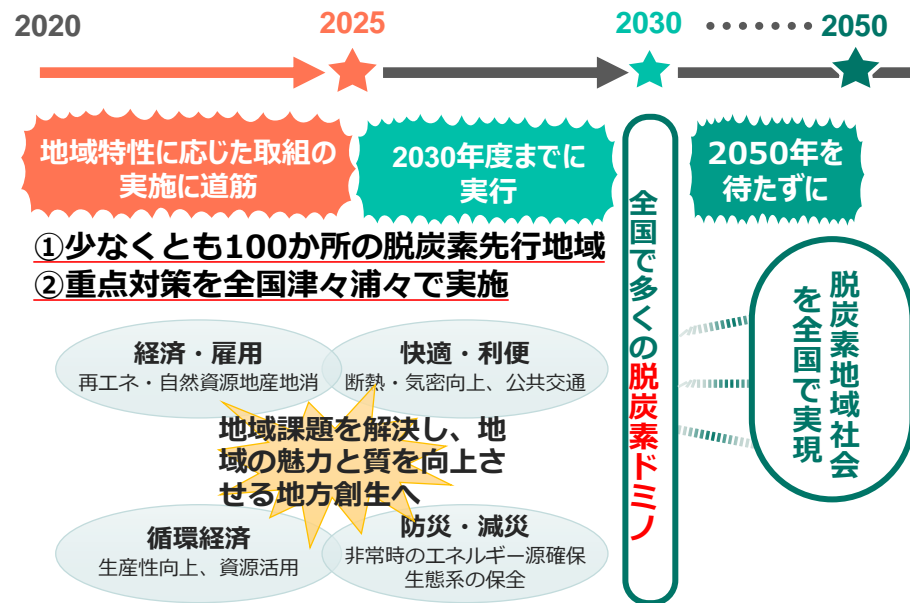 2020
2025
2030
2050
地域特性に応じた取組の
実施に道筋
2030年度までに
実行
2050年を
待たずに
①少なくとも100か所の脱炭素先行地域
②重点対策を全国津々浦々で実施
経済・雇用
再エネ・自然資源地産地消
快適・利便
断熱・気密向上、公共交通
地域課題を解決し、地
域の魅力と質を向上さ
せる地方創生へ
循環経済
生産性向上、資源活用
防災・減災
非常時のエネルギー源確保
生態系の保全
全国で多くの脱炭素ドミノ
脱炭素地域社会
を全国で実現